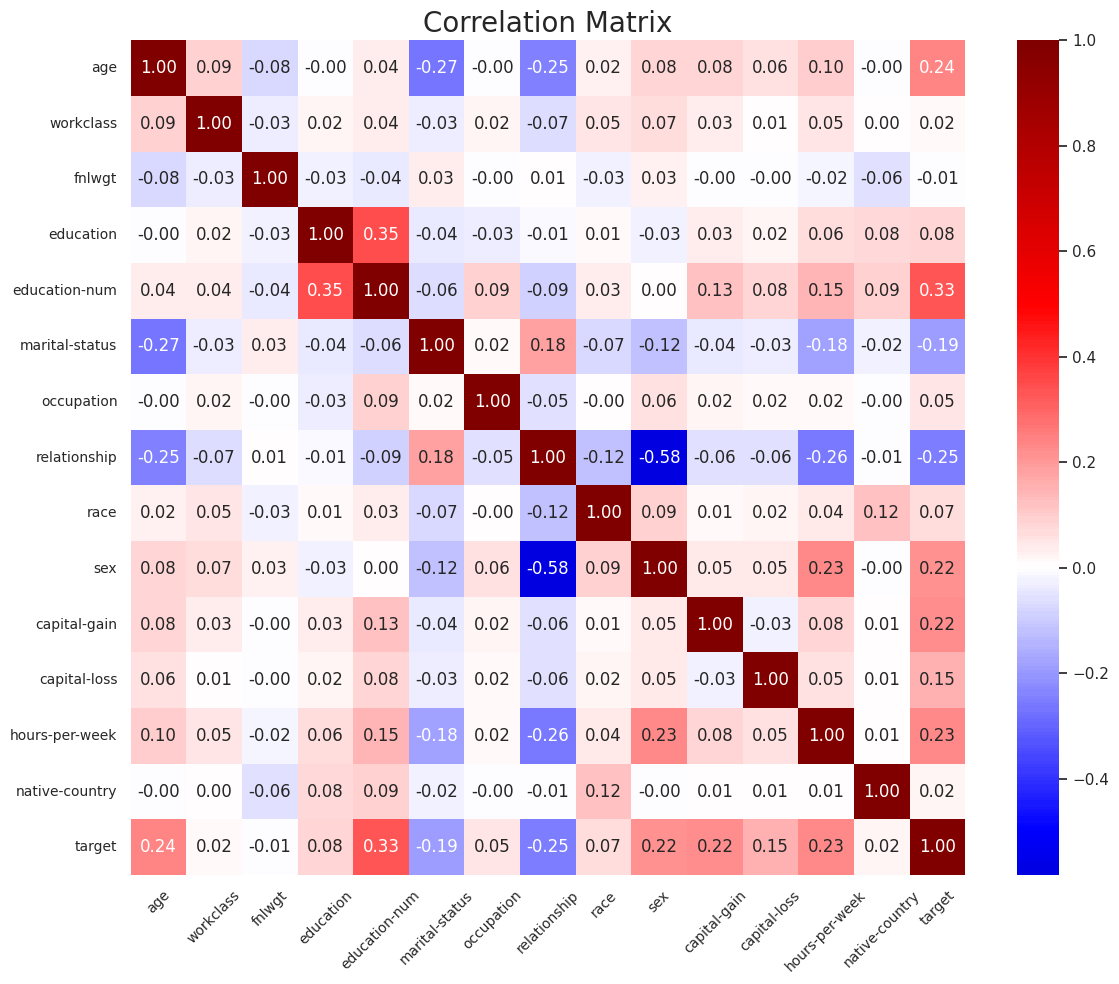 Correlation Matrix
age 1.00 0.09 -0.08 -0.00 0.04 -0.27 -0.00 -0.25 0.02 0.08 0.08 0.06 0.10 -0.00 0.24
workclass 0.09 1.00 -0.03 0.02 0.04 -0.03 0.02 -0.07 0.05 0.07 0.03 0.01 0.05 0.00 0.02
fnlwgt -0.08 -0.03 1.00 -0.03 -0.04 0.03 -0.00 0.01 -0.03 0.03 -0.00 -0.00 -0.02 -0.06 -0.01
education -0.00 0.02 -0.03 1.00 0.35 -0.04 -0.03 -0.01 0.01 -0.03 0.03 0.02 0.06 0.08 0.08
education-num 0.04 0.04 -0.04 0.35 1.00 -0.06 0.09 -0.09 0.03 0.00 0.13 0.08 0.15 0.09 0.33
marital-status -0.27 -0.03 0.03 -0.04 -0.06 1.00 0.02 0.18 -0.07 -0.12 -0.04 -0.03 -0.18 -0.02 -0.19
occupation -0.00 0.02 -0.00 -0.03 0.09 0.02 1.00 -0.05 -0.00 0.06 0.02 0.02 0.02 -0.00 0.05
relationship -0.25 -0.07 0.01 -0.01 -0.09 0.18 -0.05 1.00 -0.12 -0.58 -0.06 -0.06 -0.26 -0.01 -0.25
race 0.02 0.05 -0.03 0.01 0.03 -0.07 -0.00 -0.12 1.00 0.09 0.01 0.02 0.04 0.12 0.07
sex 0.08 0.07 0.03 -0.03 0.00 -0.12 0.06 -0.58 0.09 1.00 0.05 0.05 0.23 -0.00 0.22
capital-gain 0.08 0.03 -0.00 0.03 0.13 -0.04 0.02 -0.06 0.01 0.05 1.00 -0.03 0.08 0.01 0.22
capital-loss 0.06 0.01 -0.00 0.02 0.08 -0.03 0.02 -0.06 0.02 0.05 -0.03 1.00 0.05 0.01 0.15
hours-per-week 0.10 0.05 -0.02 0.06 0.15 -0.18 0.02 -0.26 0.04 0.23 0.08 0.05 1.00 0.01 0.23
native-country -0.00 0.00 -0.06 0.08 0.09 -0.02 -0.00 -0.01 0.12 -0.00 0.01 0.01 0.01 1.00 0.02
target 0.24 0.02 -0.01 0.08 0.33 -0.19 0.05 -0.25 0.07 0.22 0.22 0.15 0.23 0.02 1.00
age workclass fnlwgt education education-num marital-status occupation relationship race sex capital-gain capital-loss hours-per-week native-country target
1.0
0.8
0.6
0.4
0.2
0.0
−0.2
−0.4